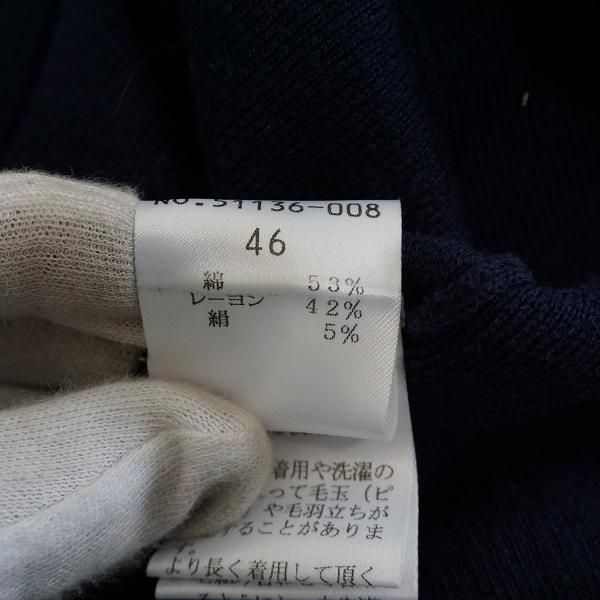 NO.51136-008
46
綿 53%
レーヨン 42%
絹 5%
着用や洗濯の
って毛玉（ピ
や毛羽立ちが
することがありま
す。
より長く着用して頂く